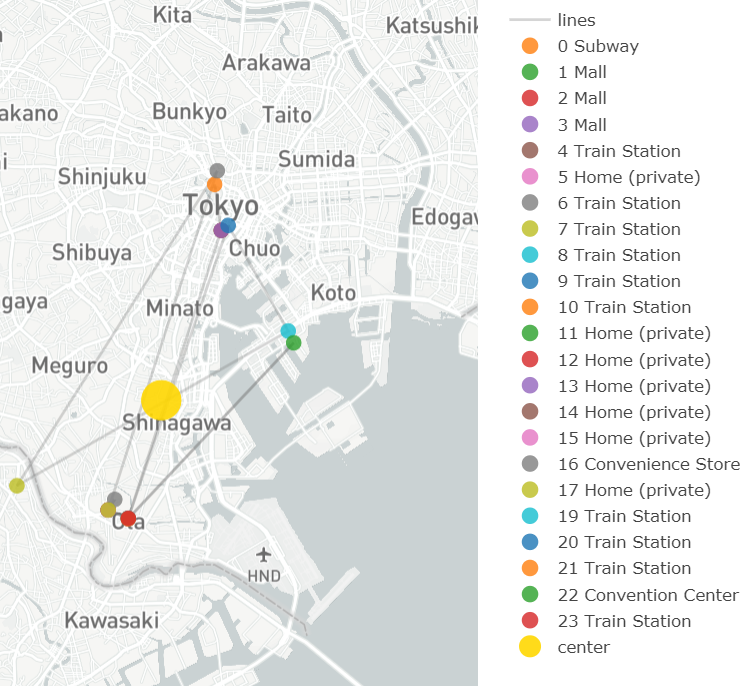 Kita
Katsushik
Arakawa
akano
Bunkyo
Taito
Sumida
Shinjuku
Tokyo
Edogaw
Chuo
Shibuya
gaya
Minato
Koto
Meguro
Shinagawa
Ota
HND
Kawasaki
lines
0 Subway
1 Mall
2 Mall
3 Mall
4 Train Station
5 Home (private)
6 Train Station
7 Train Station
8 Train Station
9 Train Station
10 Train Station
11 Home (private)
12 Home (private)
13 Home (private)
14 Home (private)
15 Home (private)
16 Convenience Store
17 Home (private)
19 Train Station
20 Train Station
21 Train Station
22 Convention Center
23 Train Station
center